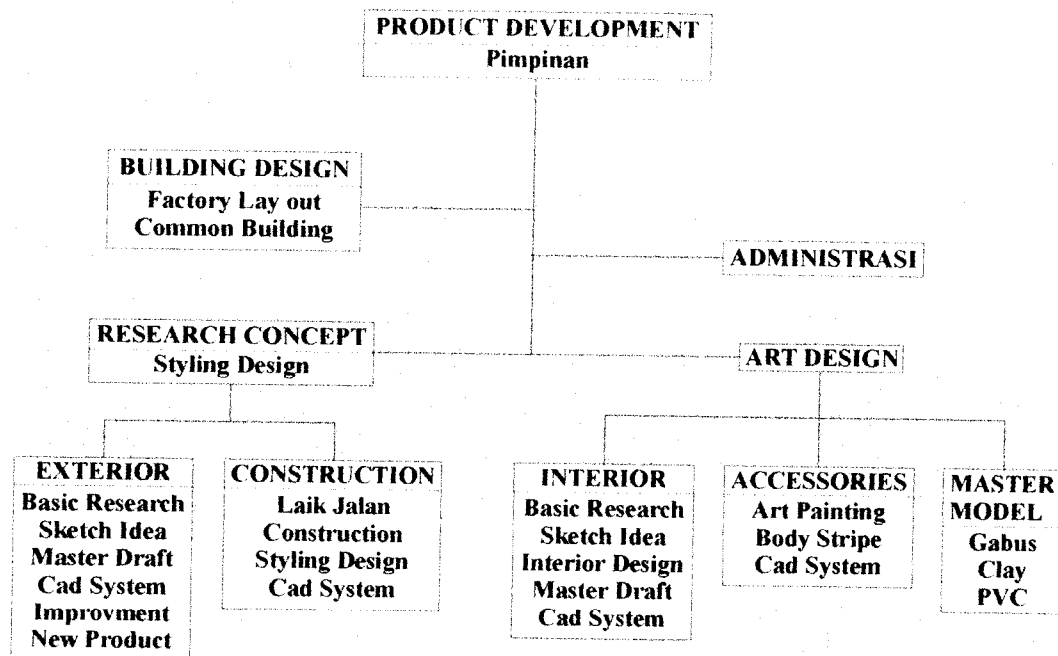 PRODUCT DEVELOPMENT
Pimpinan
BUILDING DESIGN
Factory Lay out
Common Building
ADMINISTRASI
RESEARCH CONCEPT
Styling Design
ART DESIGN
EXTERIOR
Basic Research
Sketch Idea
Master Draft
Cad System
Improvment
New Product
CONSTRUCTION
Laik Jalan
Construction
Styling Design
Cad System
INTERIOR
Basic Research
Sketch Idea
Interior Design
Master Draft
Cad System
ACCESSORIES
Art Painting
Body Stripe
Cad System
MASTER
MODEL
Gabus
Clay
PVC